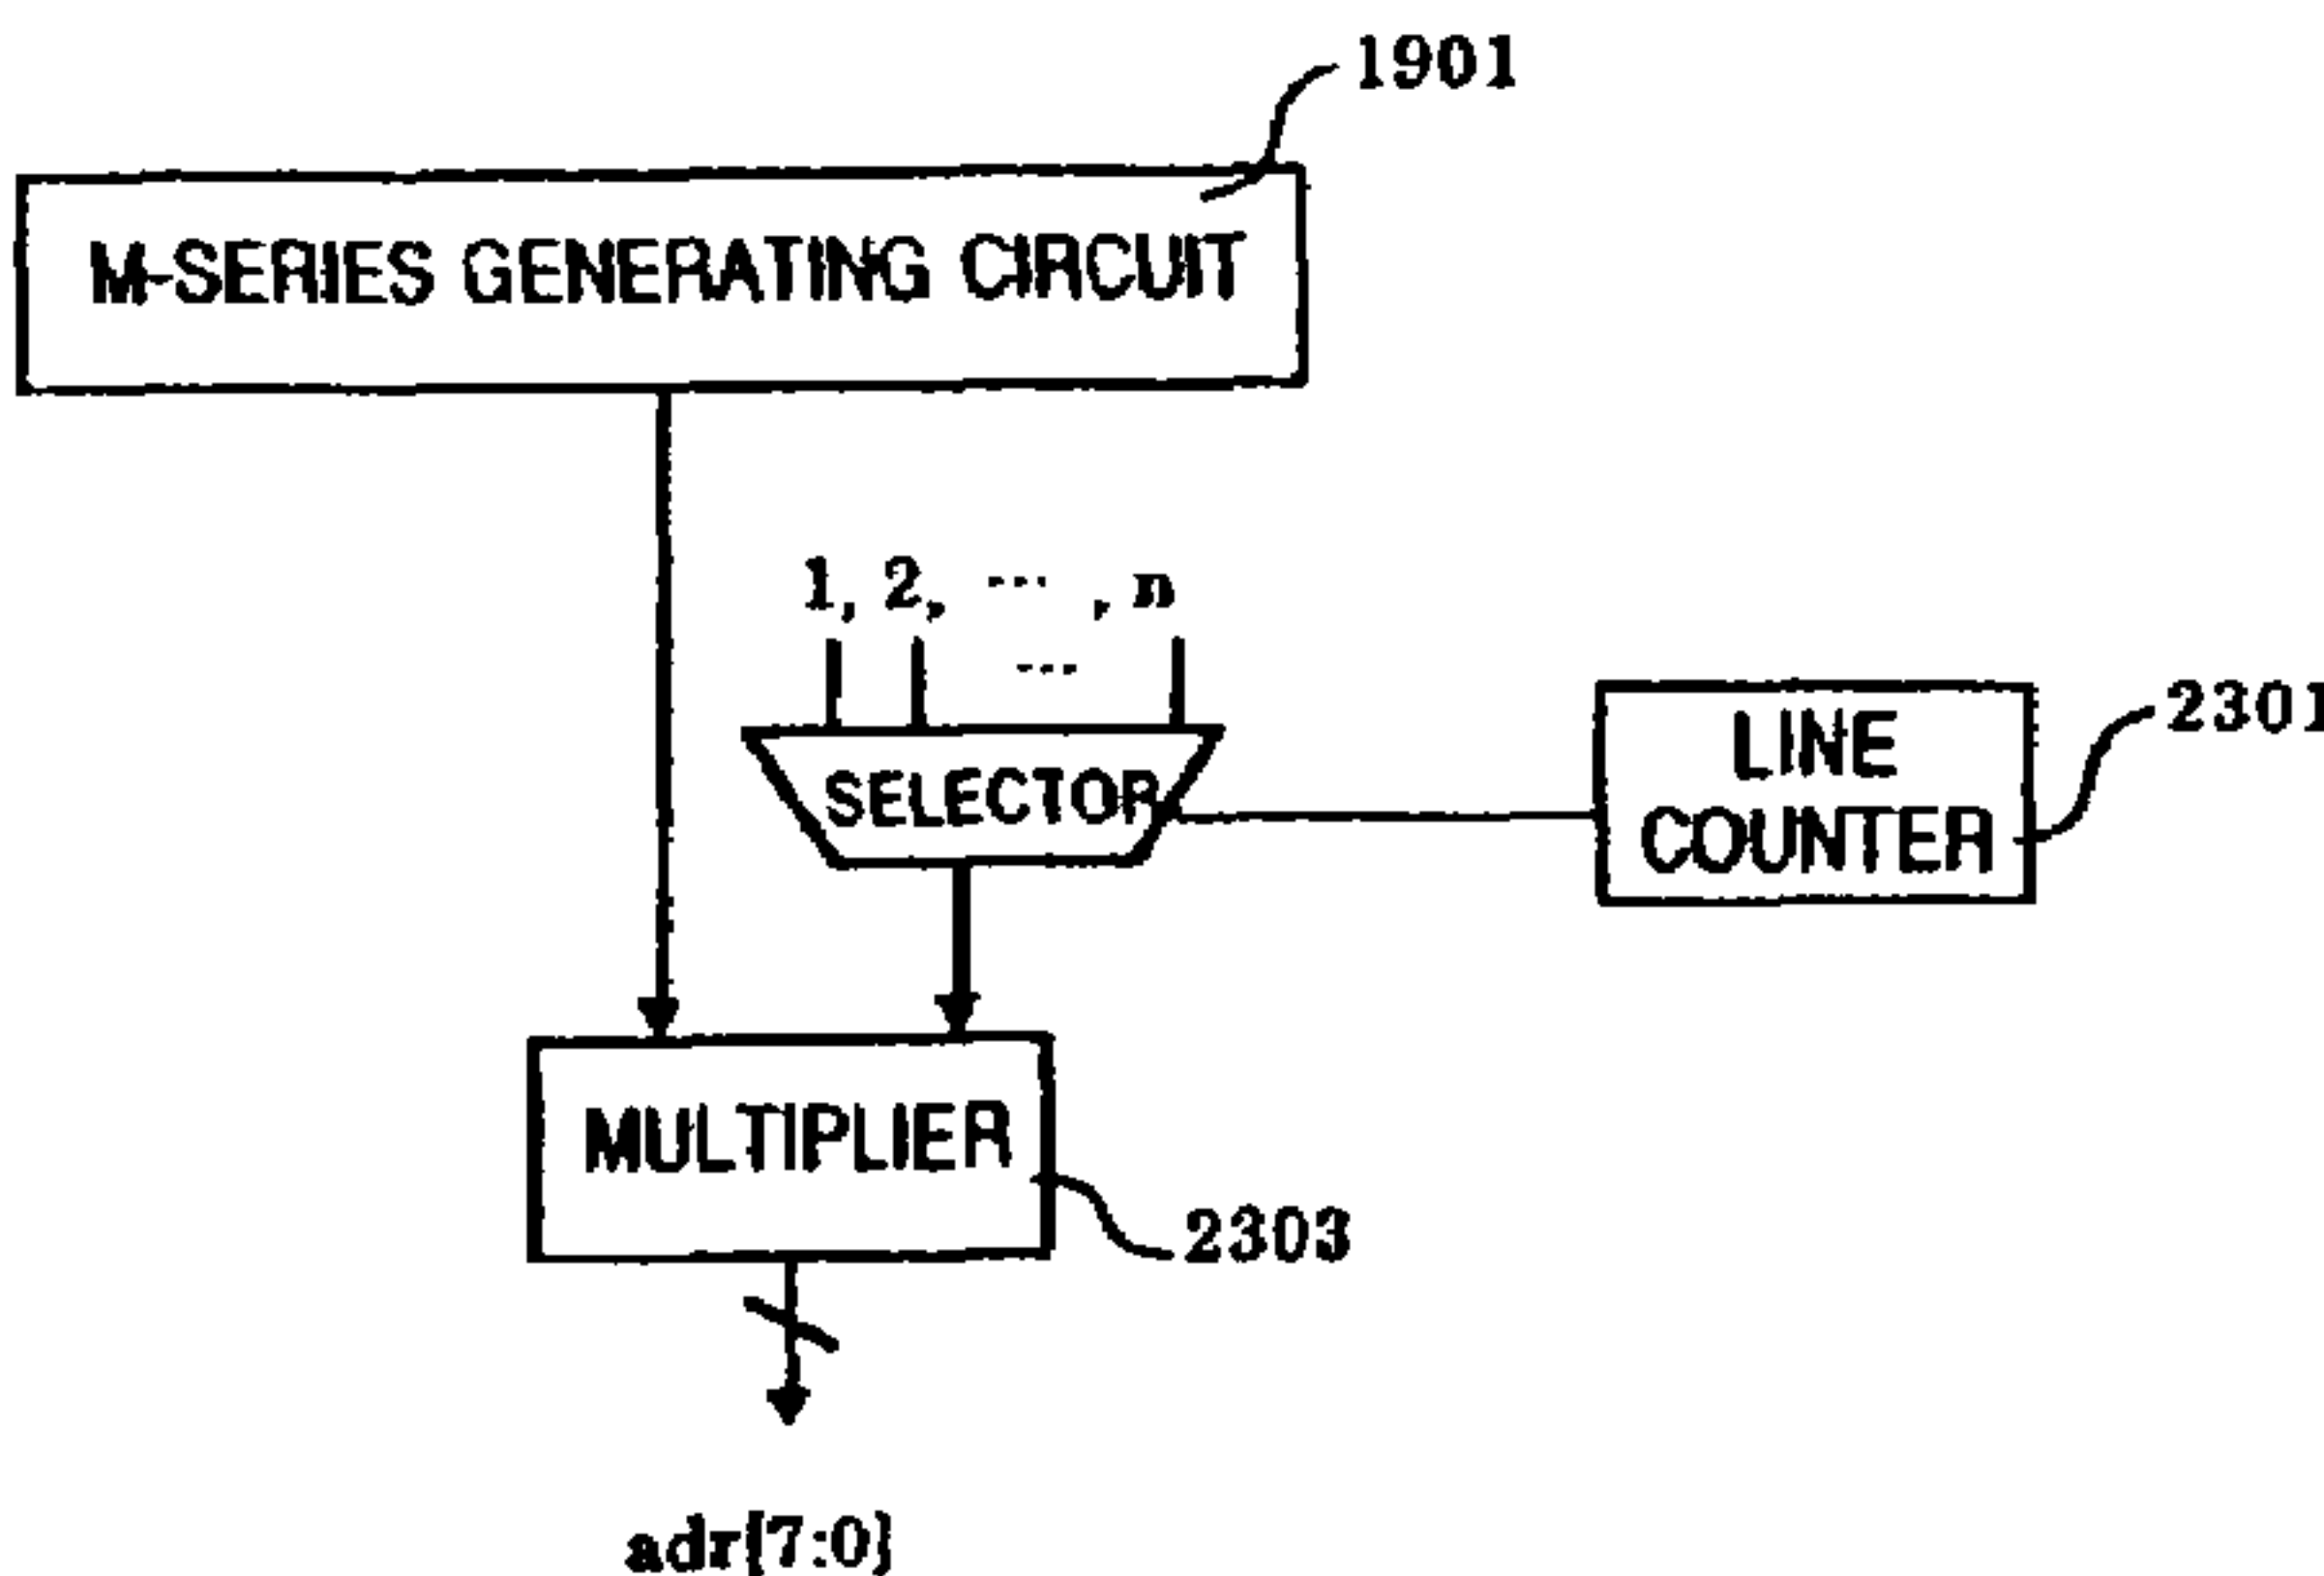 1901
M-SERIES GENERATING CIRCUIT
1, 2, ... , n
...
SELECTOR
LINE
COUNTER
2301
MULTIPLIER
2303
adr[7:0]